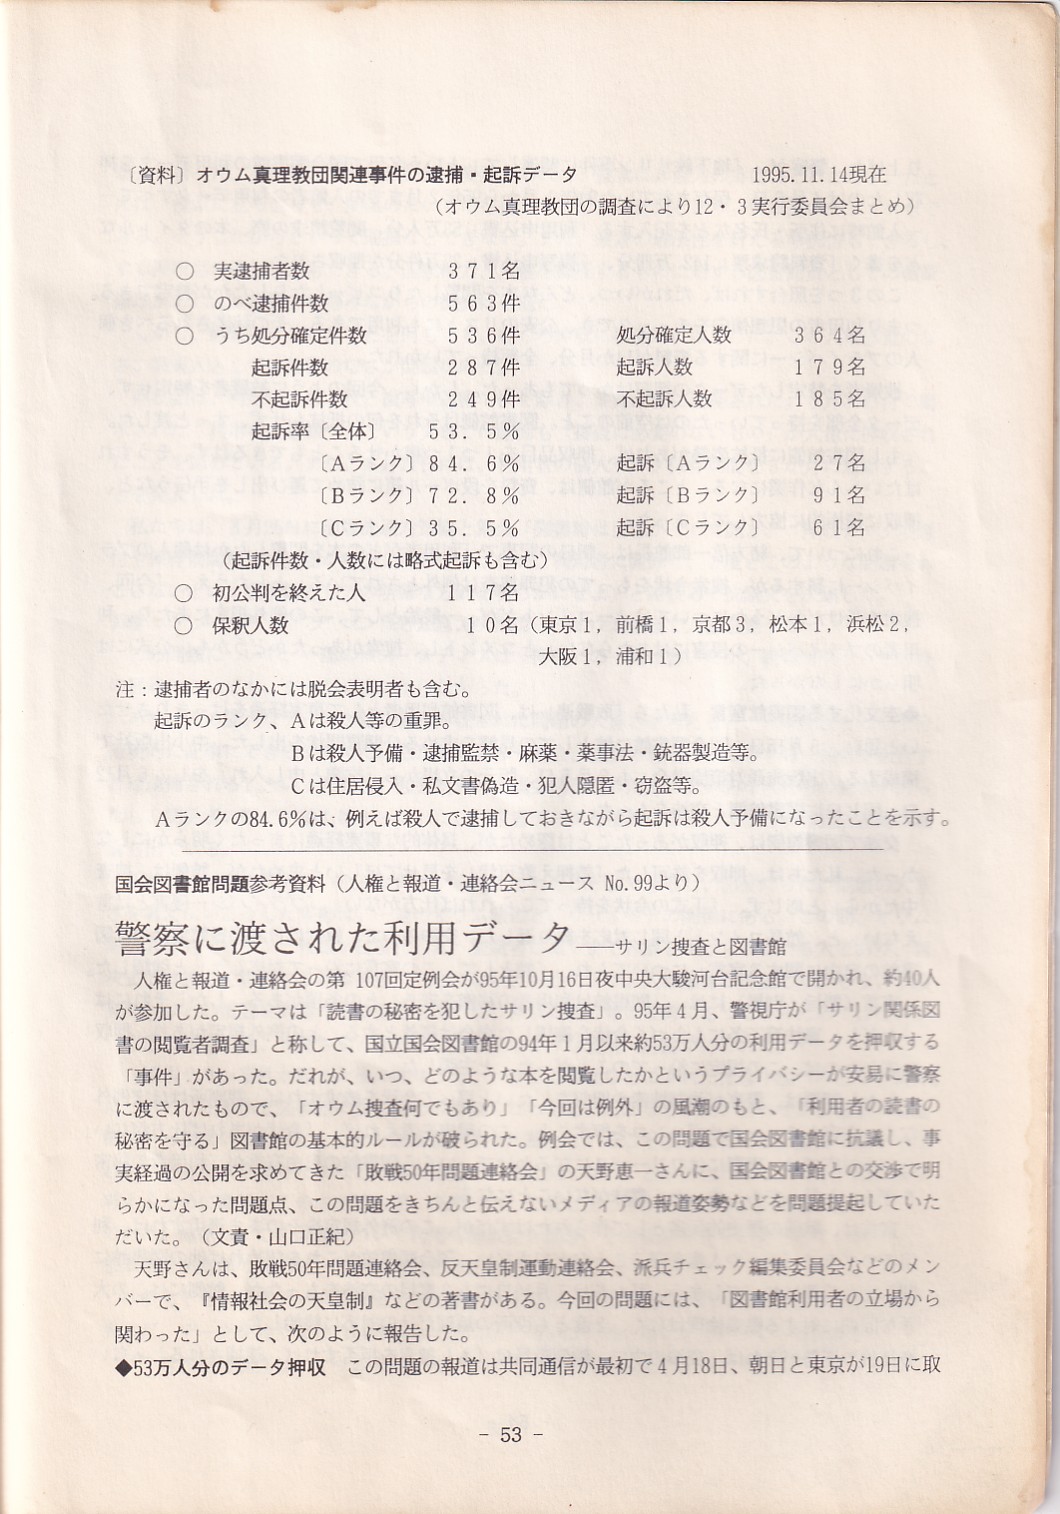 〔資料〕オウム真理教団関連事件の逮捕・起訴データ　1995.11.14現在
（オウム真理教団の調査により12・3実行委員会まとめ）
○　実逮捕者数　371名
○　のべ逮捕件数　563件
○　うち処分確定件数　536件　処分確定人数　364名
起訴件数　287件　起訴人数　179名
不起訴件数　249件　不起訴人数　185名
起訴率〔全体〕　53.5％
〔Aランク〕84.6％　起訴〔Aランク〕　27名
〔Bランク〕72.8％　起訴〔Bランク〕　91名
〔Cランク〕35.5％　起訴〔Cランク〕　61名
（起訴件数・人数には略式起訴も含む）
○　初公判を終えた人　117名
○　保釈人数　10名（東京1，前橋1，京都3，松本1，浜松2，
大阪1，浦和1）
注：逮捕者のなかには脱会表明者も含む。
起訴のランク、Aは殺人等の重罪。
Bは殺人予備・逮捕監禁・麻薬・薬事法・銃器製造等。
Cは住居侵入・私文書偽造・犯人隠匿・窃盗等。
Aランクの84.6％は、例えば殺人で逮捕しておきながら起訴は殺人予備になったことを示す。
国会図書館問題参考資料（人権と報道・連絡会ニュース No.99より）
警察に渡された利用データ――サリン捜査と図書館
人権と報道・連絡会の第 107回定例会が95年10月16日夜中央大駿河台記念館で開かれ、約40人
が参加した。テーマは「読書の秘密を犯したサリン捜査」。95年4月、警視庁が「サリン関係図
書の閲覧者調査」と称して、国立国会図書館の94年1月以来約53万人分の利用データを押収する
「事件」があった。だれが、いつ、どのような本を閲覧したかというプライバシーが安易に警察
に渡されたもので、「オウム捜査何でもあり」「今回は例外」の風潮のもと、「利用者の読書の
秘密を守る」図書館の基本的ルールが破られた。例会では、この問題で国会図書館に抗議し、事
実経過の公開を求めてきた「敗戦50年問題連絡会」の天野恵一さんに、国会図書館との交渉で明
らかになった問題点、この問題をきちんと伝えないメディアの報道姿勢などを問題提起していた
だいた。（文責・山口正紀）
天野さんは、敗戦50年問題連絡会、反天皇制運動連絡会、派兵チェック編集委員会などのメン
バーで、『情報社会の天皇制』などの著書がある。今回の問題には、「図書館利用者の立場から
関わった」として、次のように報告した。
◆53万人分のデータ押収　この問題の報道は共同通信が最初で4月18日、朝日と東京が19日に取
- 53 -